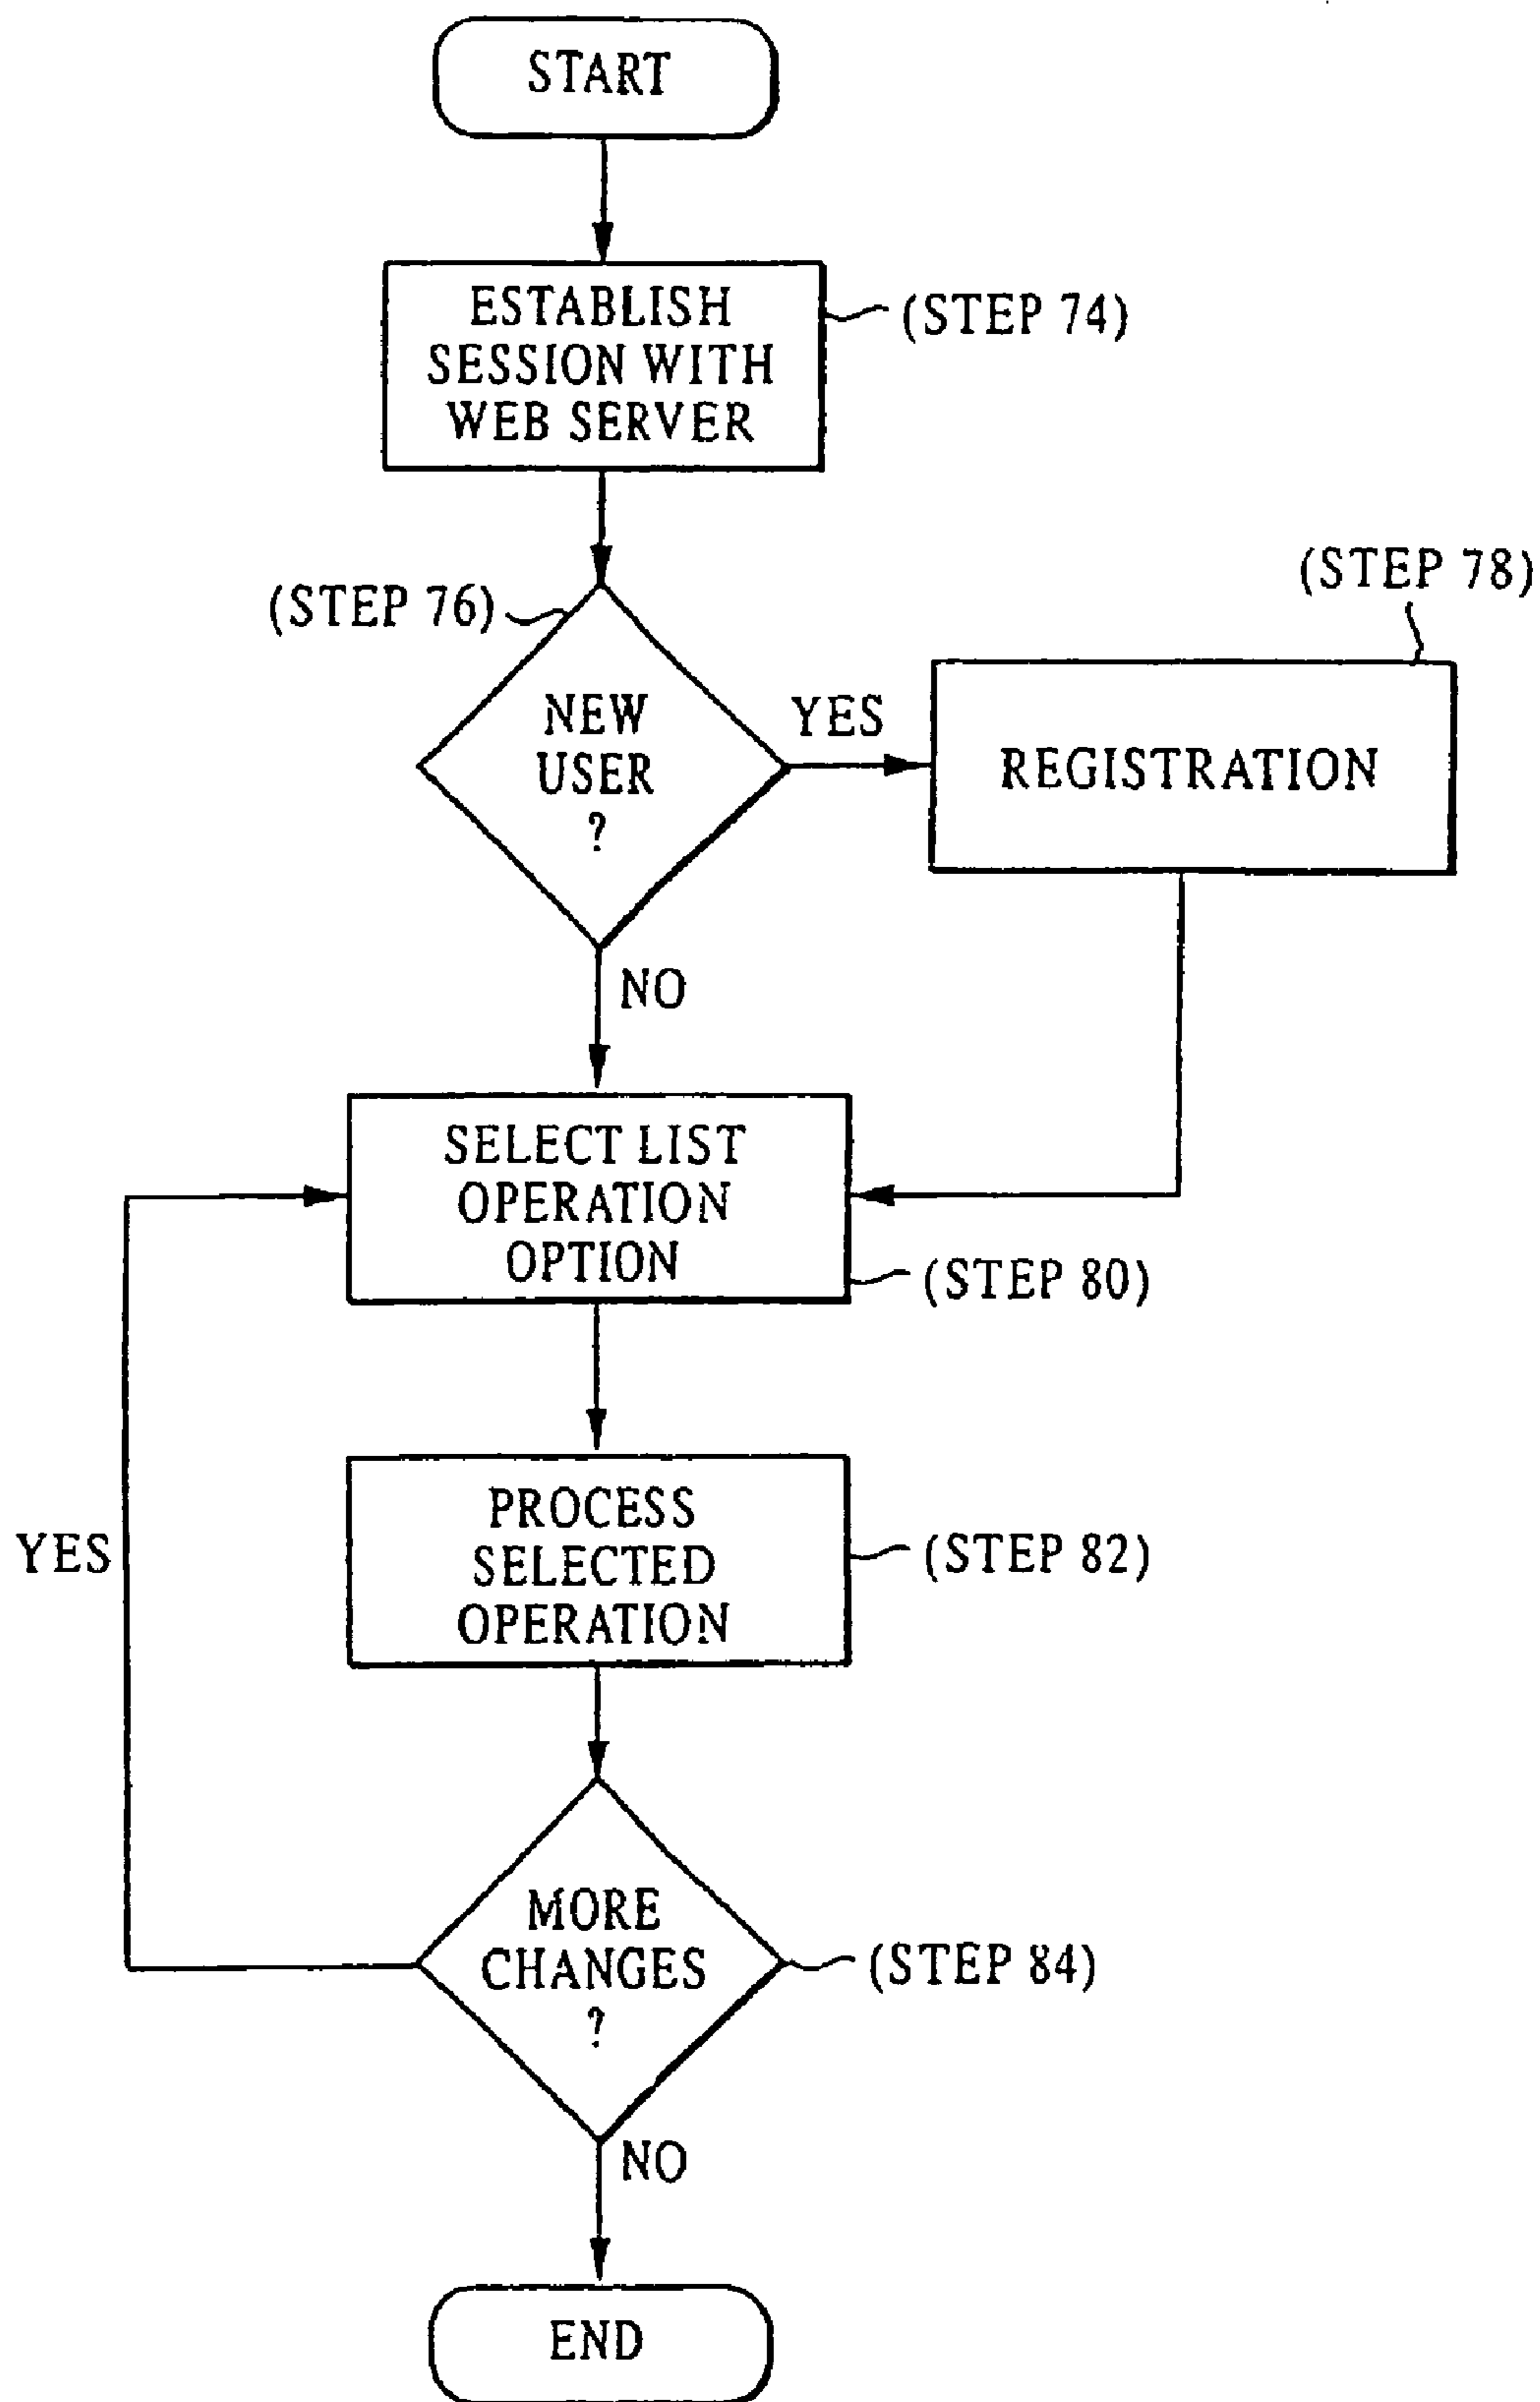 START
ESTABLISH
SESSION WITH
WEB SERVER
(STEP 74)
(STEP 76)
NEW
USER
?
YES
(STEP 78)
REGISTRATION
NO
SELECT LIST
OPERATION
OPTION
(STEP 80)
PROCESS
SELECTED
OPERATION
(STEP 82)
YES
MORE
CHANGES
?
(STEP 84)
NO
END